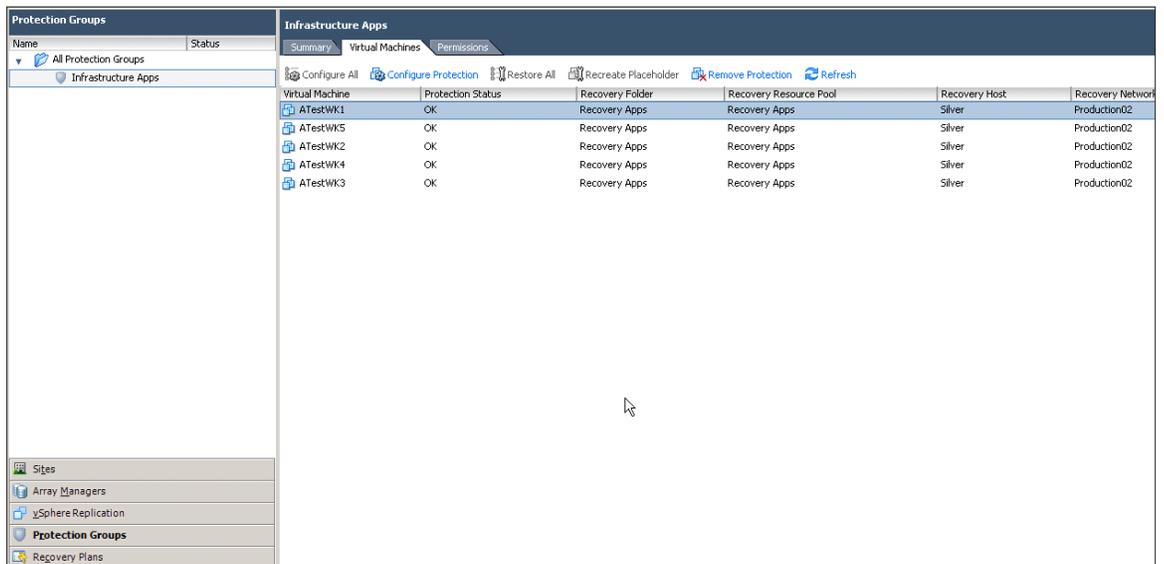 Protection Groups
Name Status
All Protection Groups
Infrastructure Apps
Sites
Array Managers
vSphere Replication
Protection Groups
Recovery Plans
Infrastructure Apps
Summary Virtual Machines Permissions
Configure All Configure Protection Restore All Recreate Placeholder Remove Protection Refresh
Virtual Machine Protection Status Recovery Folder Recovery Resource Pool Recovery Host Recovery Network
ATestWK1 OK Recovery Apps Recovery Apps Silver Production02
ATestWK5 OK Recovery Apps Recovery Apps Silver Production02
ATestWK2 OK Recovery Apps Recovery Apps Silver Production02
ATestWK4 OK Recovery Apps Recovery Apps Silver Production02
ATestWK3 OK Recovery Apps Recovery Apps Silver Production02